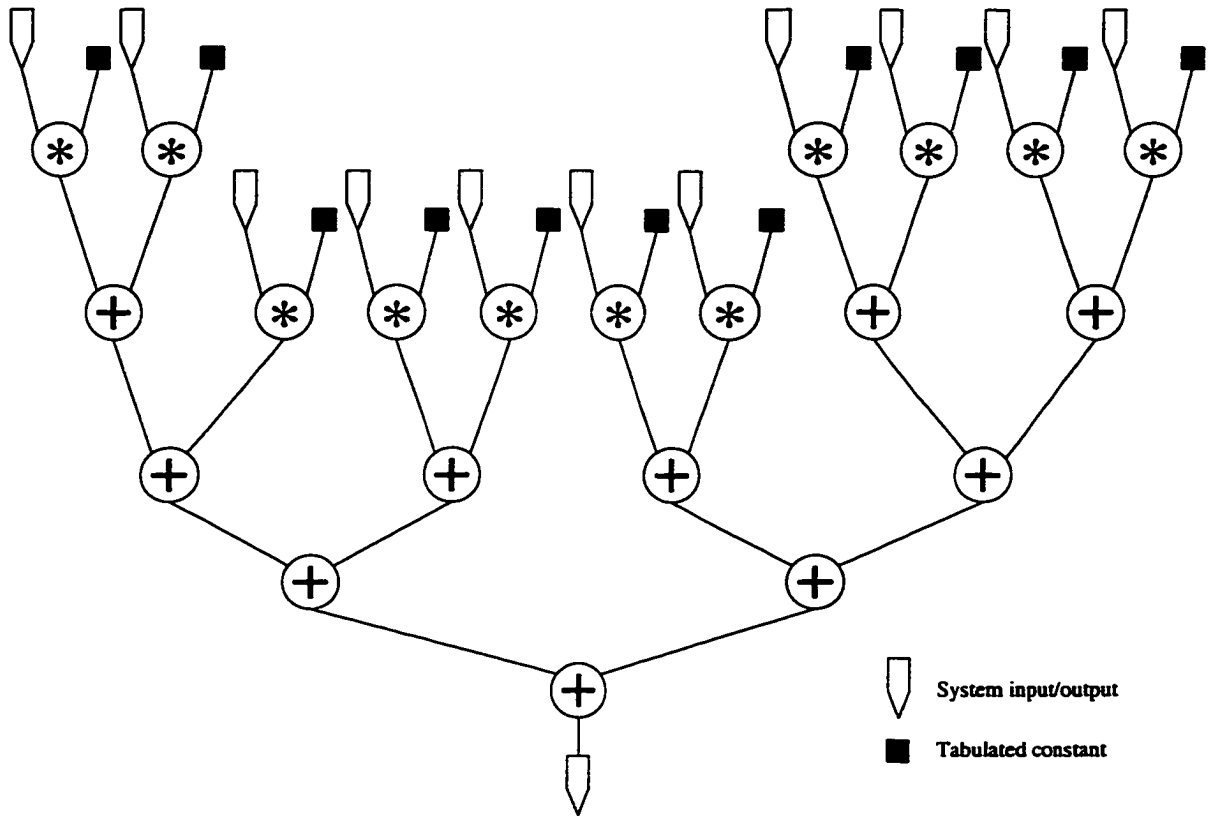 * * * * * *
+ * * * * * + +
+ + + +
+ +
+
System input/output
Tabulated constant